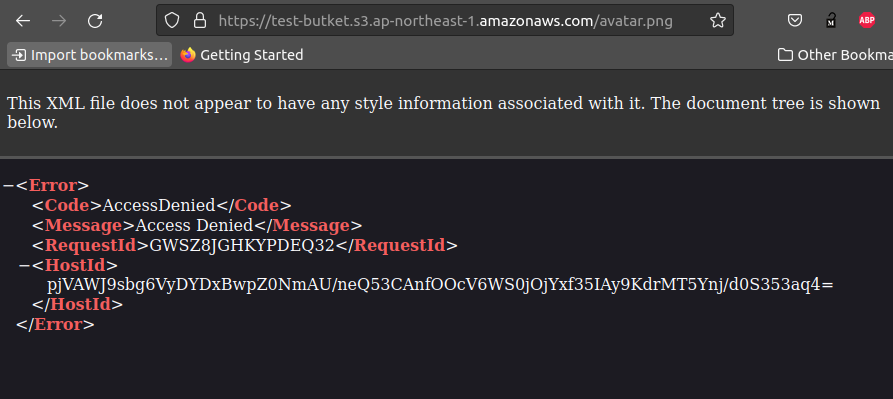 https://test-butket.s3.ap-northeast-1.amazonaws.com/avatar.png
M
ABP
Import bookmarks…
Getting Started
Other Bookma
This XML file does not appear to have any style information associated with it. The document tree is shown
below.
−<Error>
<Code>AccessDenied</Code>
<Message>Access Denied</Message>
<RequestId>GWSZ8JGHKYPDEQ32</RequestId>
−<HostId>
pjVAWJ9sbg6VyDYDxBwpZ0NmAU/neQ53CAnfOOcV6WS0jOjYxf35IAy9KdrMT5Ynj/d0S353aq4=
</HostId>
</Error>